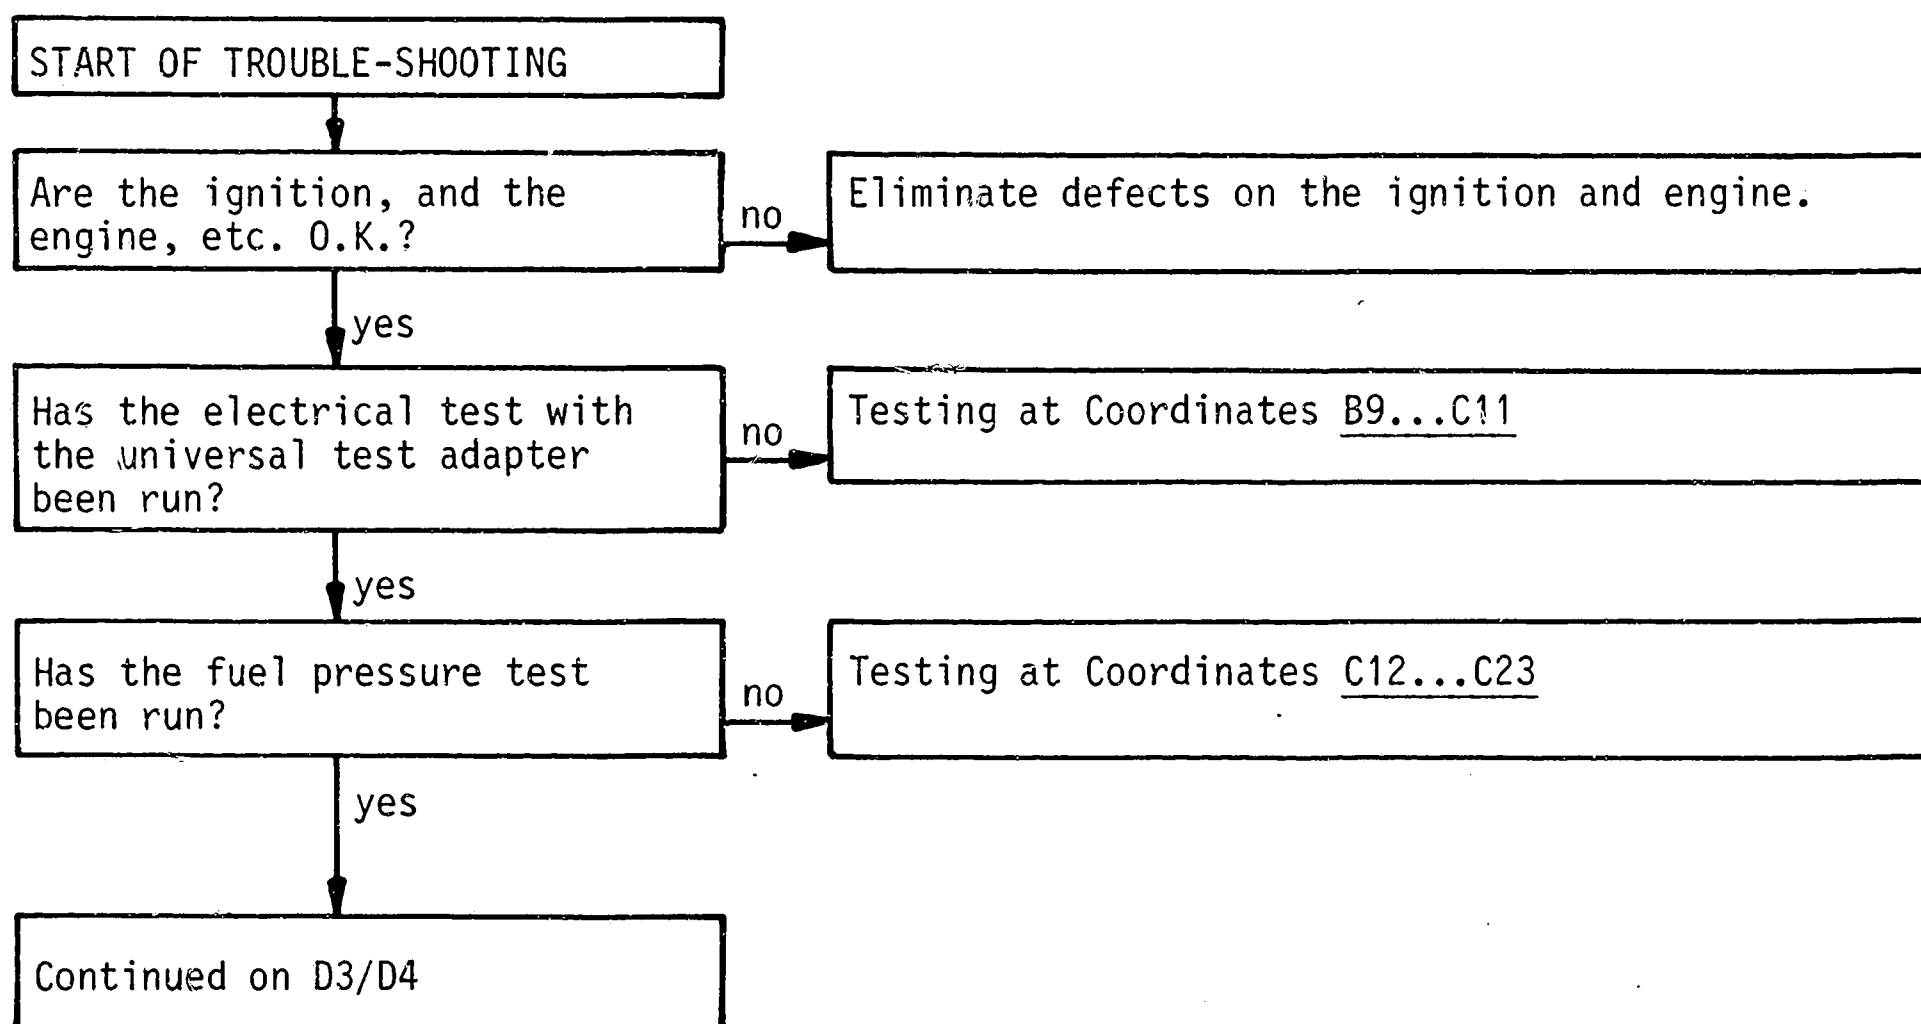 START OF TROUBLE-SHOOTING
Are the ignition, and the
engine, etc. O.K.?
no
Eliminate defects on the ignition and engine.
yes
Has the electrical test with
the universal test adapter
been run?
no
Testing at Coordinates B9...C11
yes
Has the fuel pressure test
been run?
no
Testing at Coordinates C12...C23
yes
Continued on D3/D4